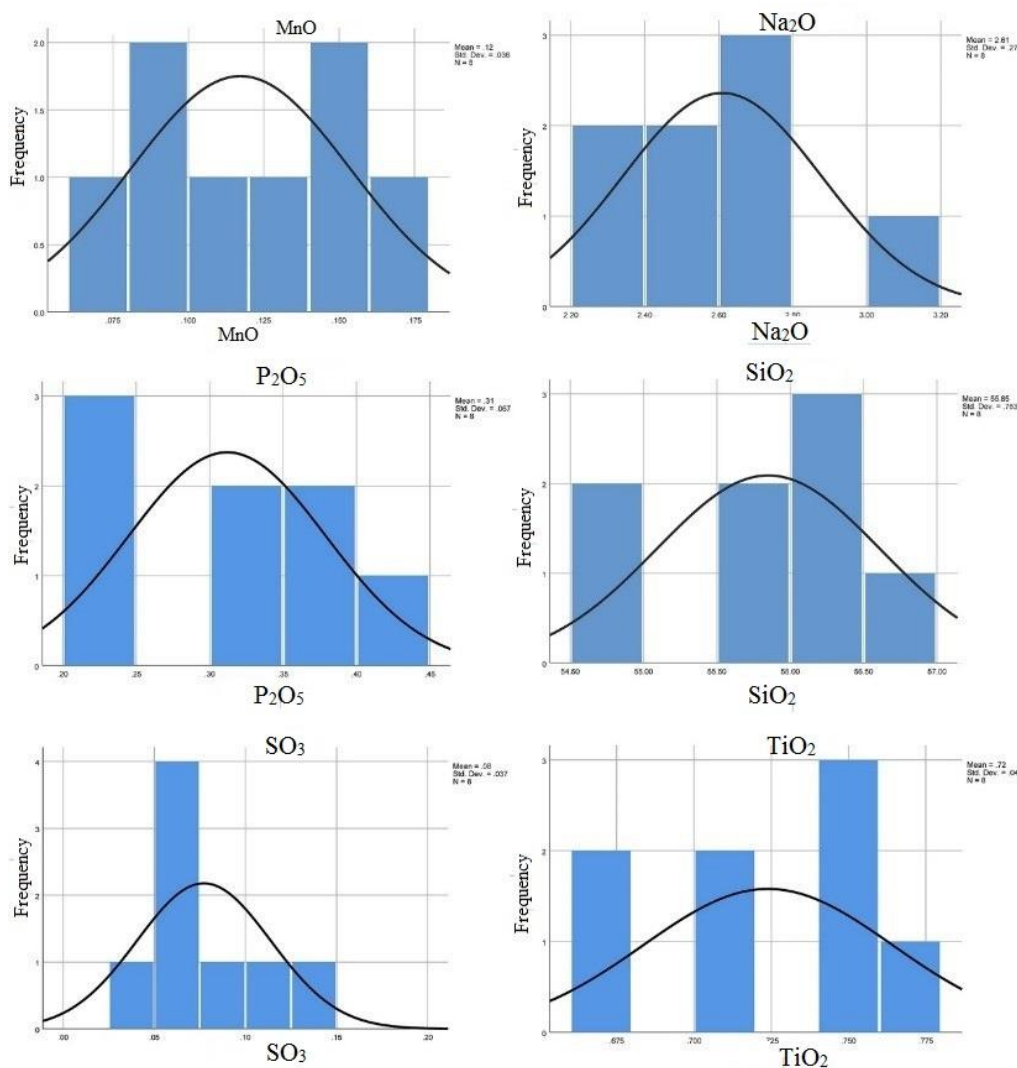 MnO
Mean = .12
Std. Dev. = .036
N = 8
Frequency
2.0
1.5
1.0
0.5
0.0
.075
.100
.125
.150
.175
MnO
Na₂O
Mean = 2.61
Std. Dev. = .27
N = 8
Frequency
3
2
1
0
2.20
2.40
2.60
3.00
3.20
Na₂O
P₂O₅
Mean = .31
Std. Dev. = .067
N = 8
Frequency
3
2
1
0
.20
.30
.35
.40
.45
P₂O₅
SiO₂
Mean = 55.85
Std. Dev. = .763
N = 8
Frequency
3
2
1
0
54.50
55.00
55.50
56.00
56.50
57.00
SiO₂
SO₃
Mean = .08
Std. Dev. = .037
N = 8
Frequency
4
3
2
1
0
.00
.05
.10
.15
.20
SO₃
TiO₂
Mean = .72
Std. Dev. = .04
N = 8
Frequency
3
2
1
0
.675
.700
.725
.750
.775
TiO₂